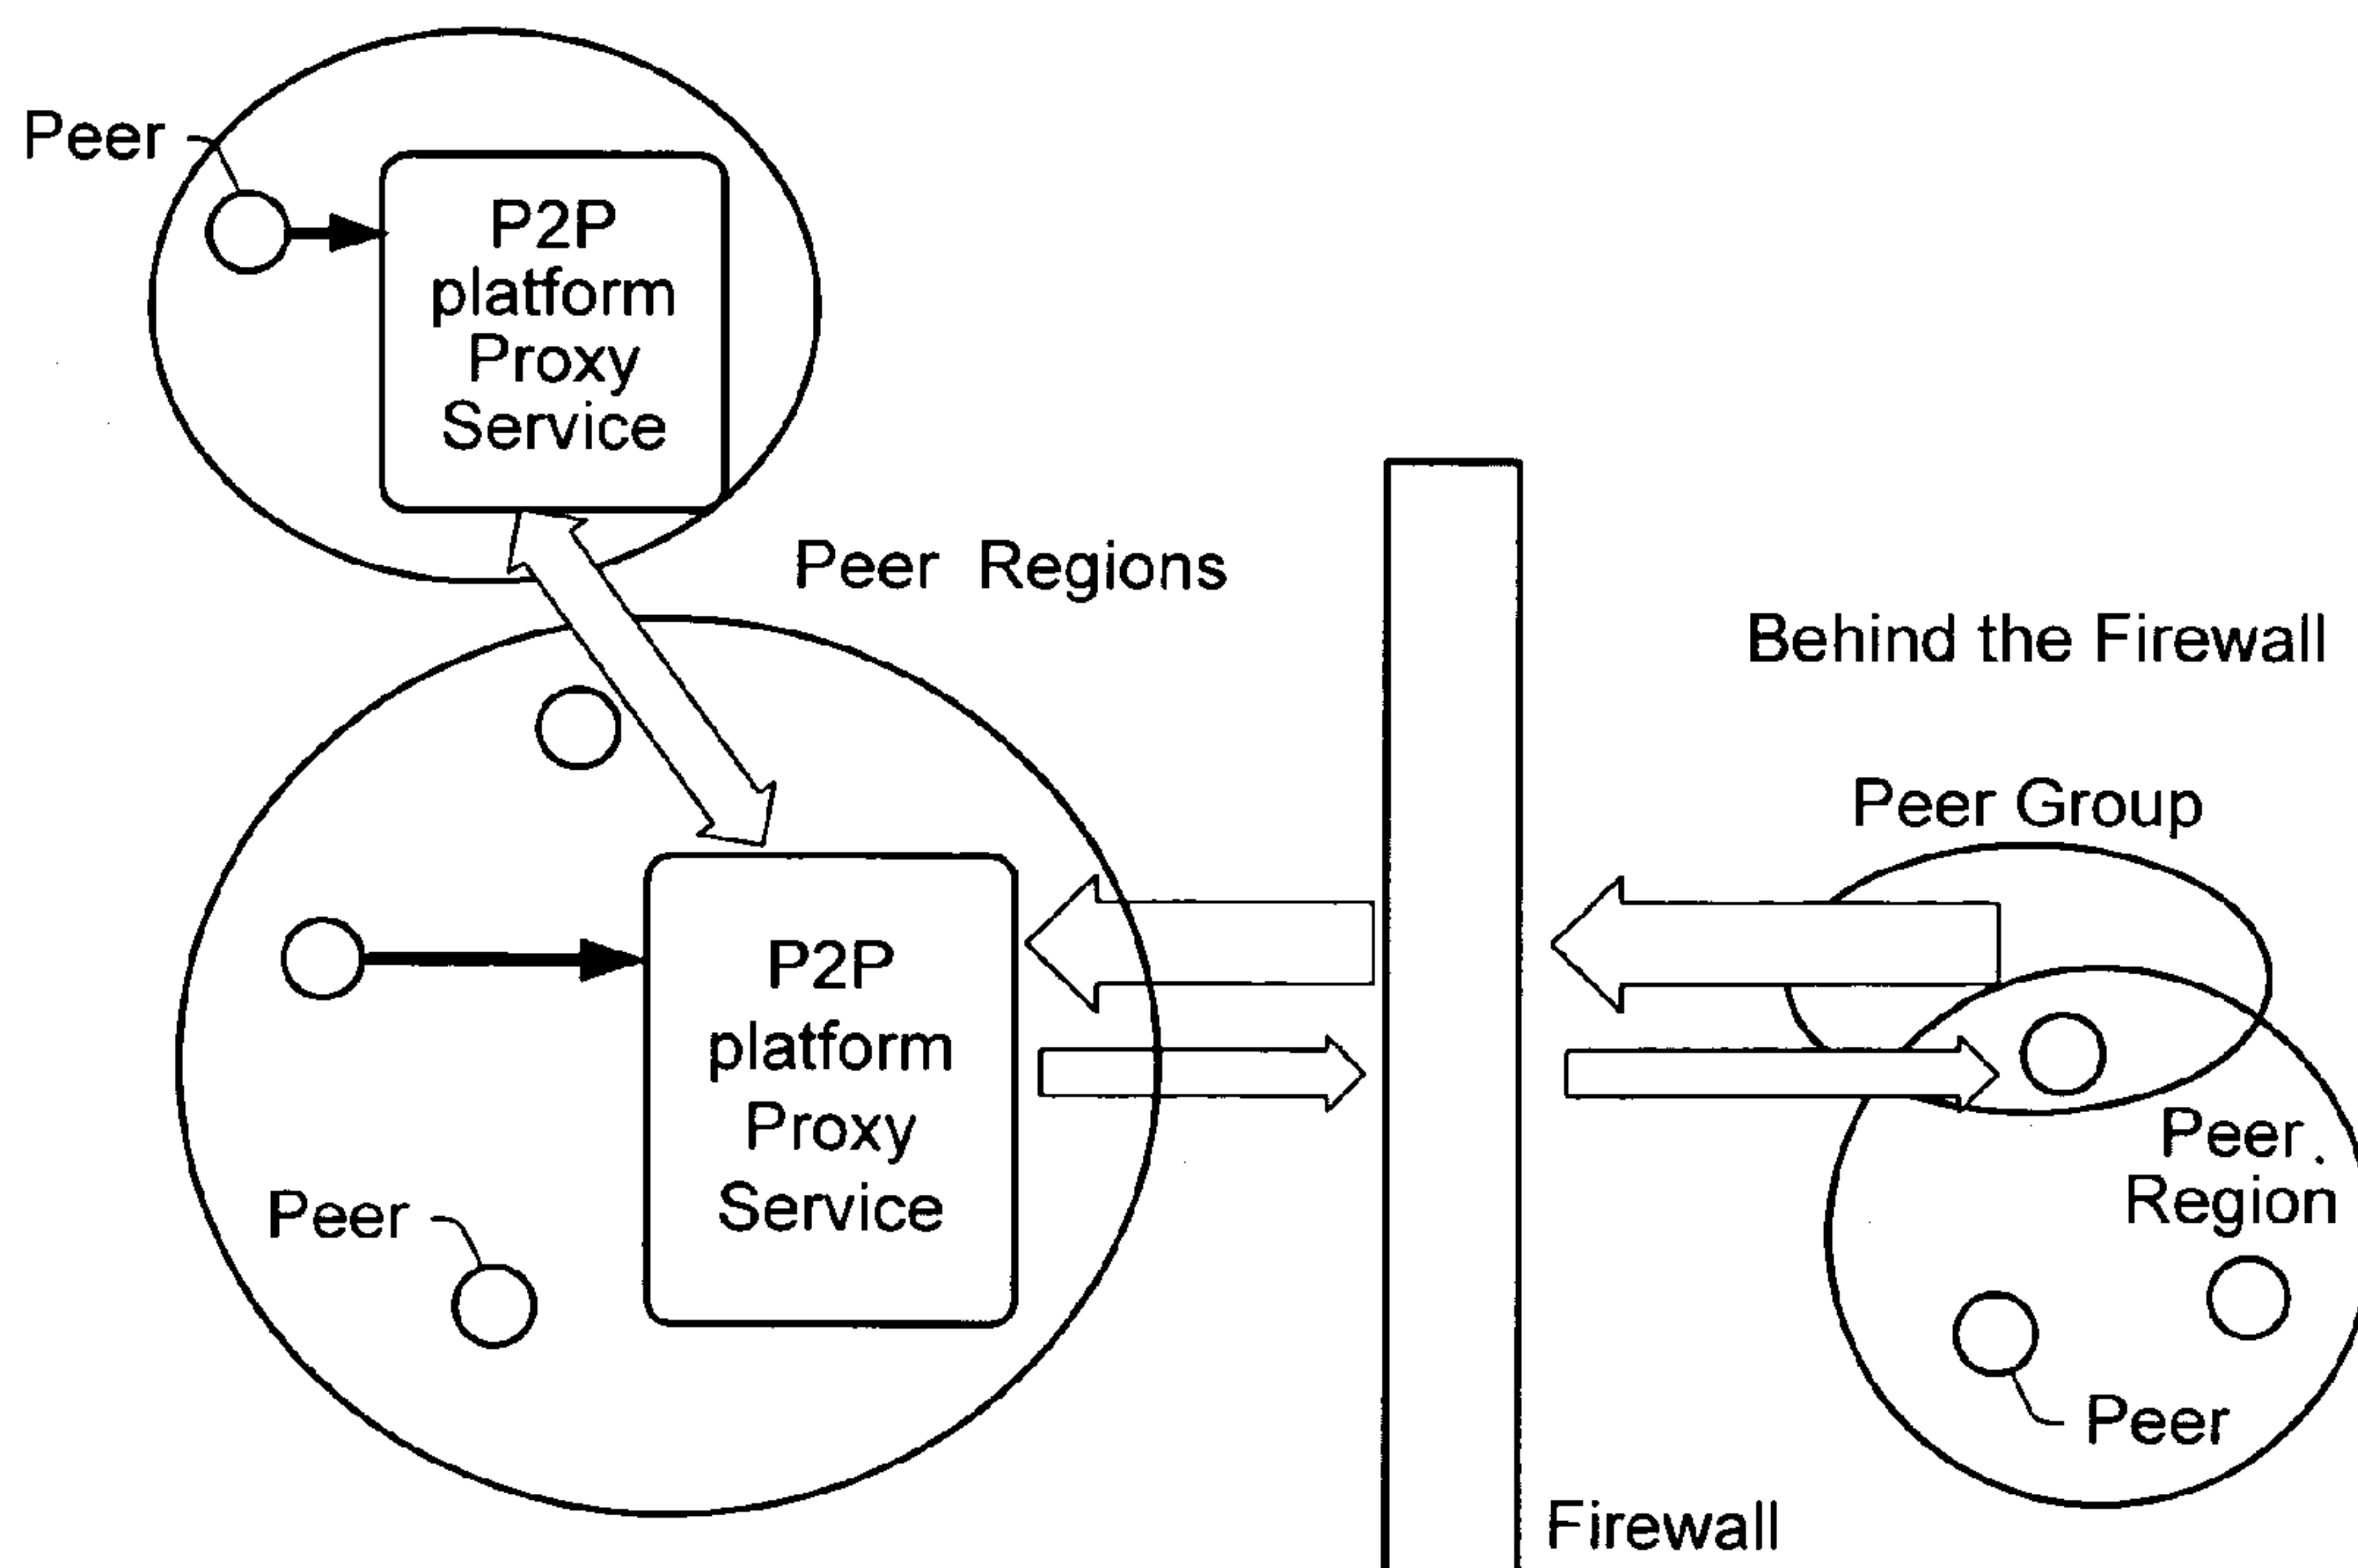 Peer
P2P
platform
Proxy
Service
Peer Regions
Behind the Firewall
Peer Group
P2P
platform
Proxy
Service
Peer
Peer
Region
Peer
Firewall